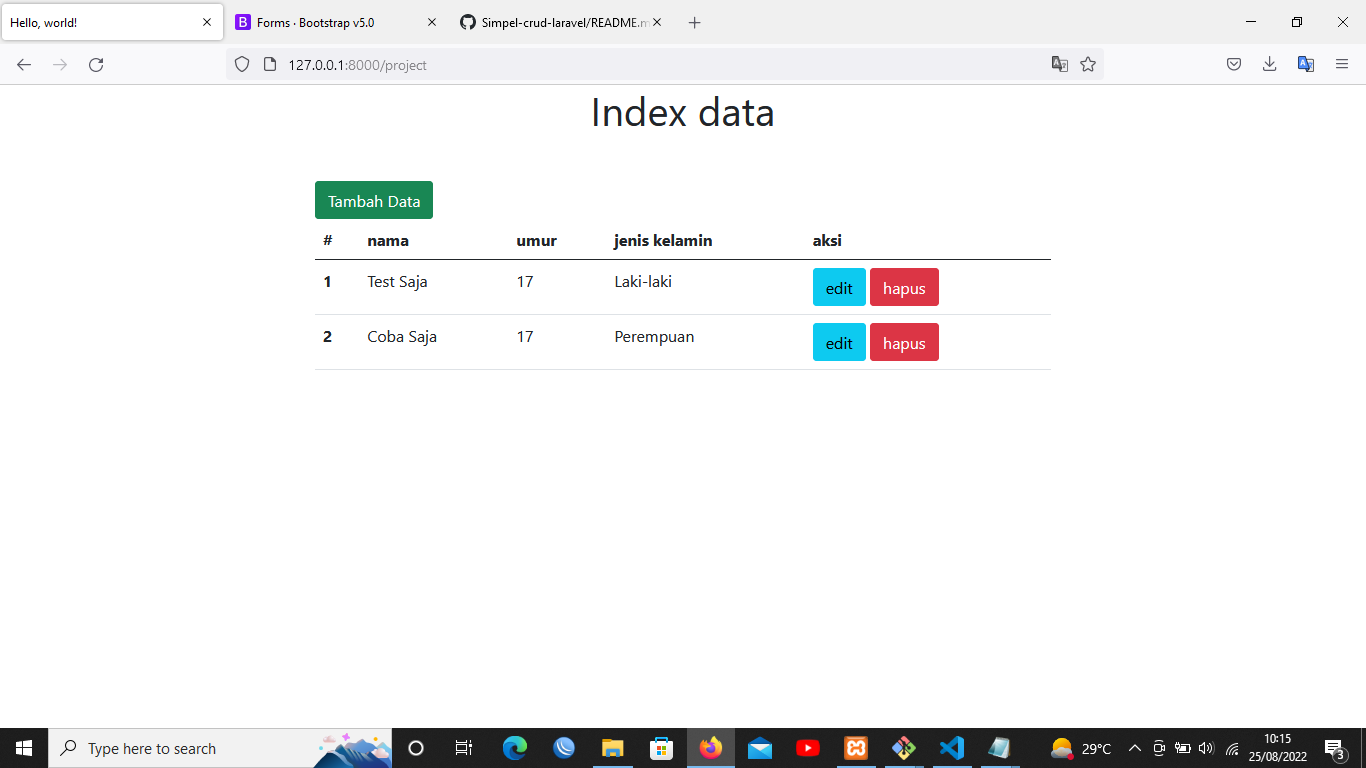 Hello, world!
Forms · Bootstrap v5.0
Simpel-crud-laravel/README.m
127.0.0.1:8000/project
Index data
Tambah Data
# nama umur jenis kelamin aksi
1 Test Saja 17 Laki-laki edit hapus
2 Coba Saja 17 Perempuan edit hapus
Type here to search
29°C
10:15
25/08/2022
3